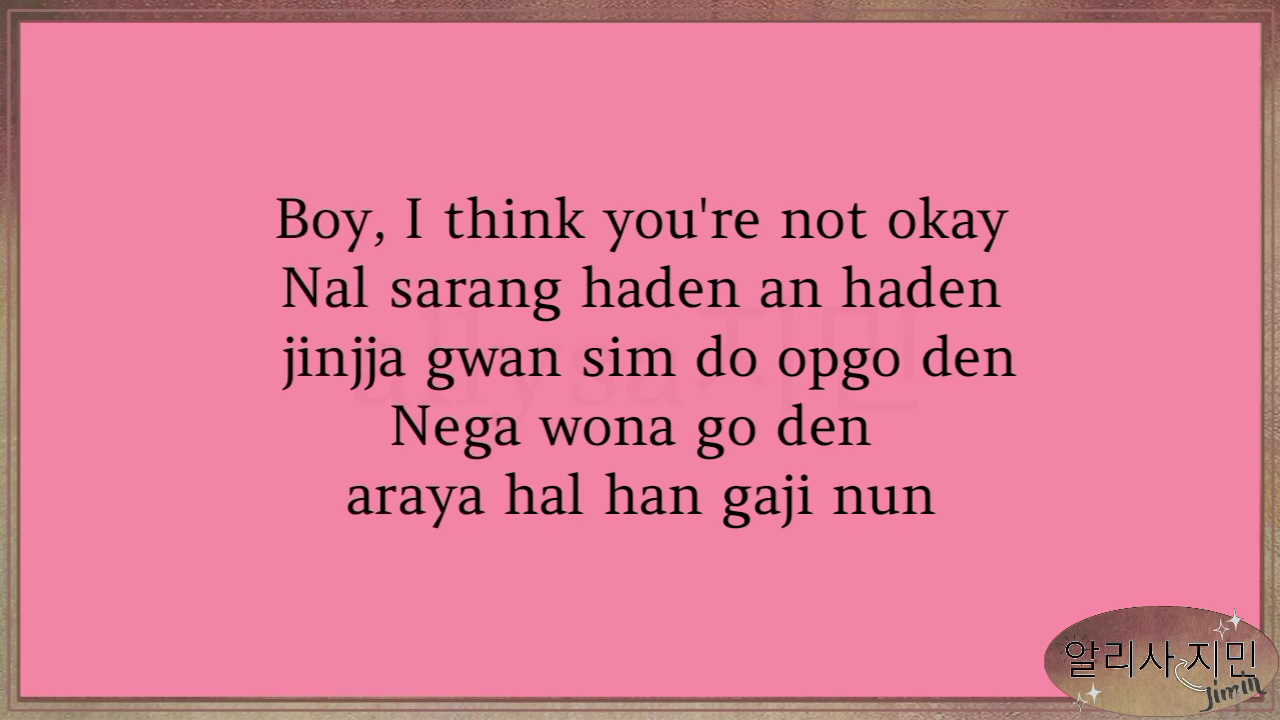 Boy, I think you're not okay
Nal sarang haden an haden
jinjja gwan sim do opgo den
Nega wona go den
araya hal han gaji nun
알리사 지민
Jimin